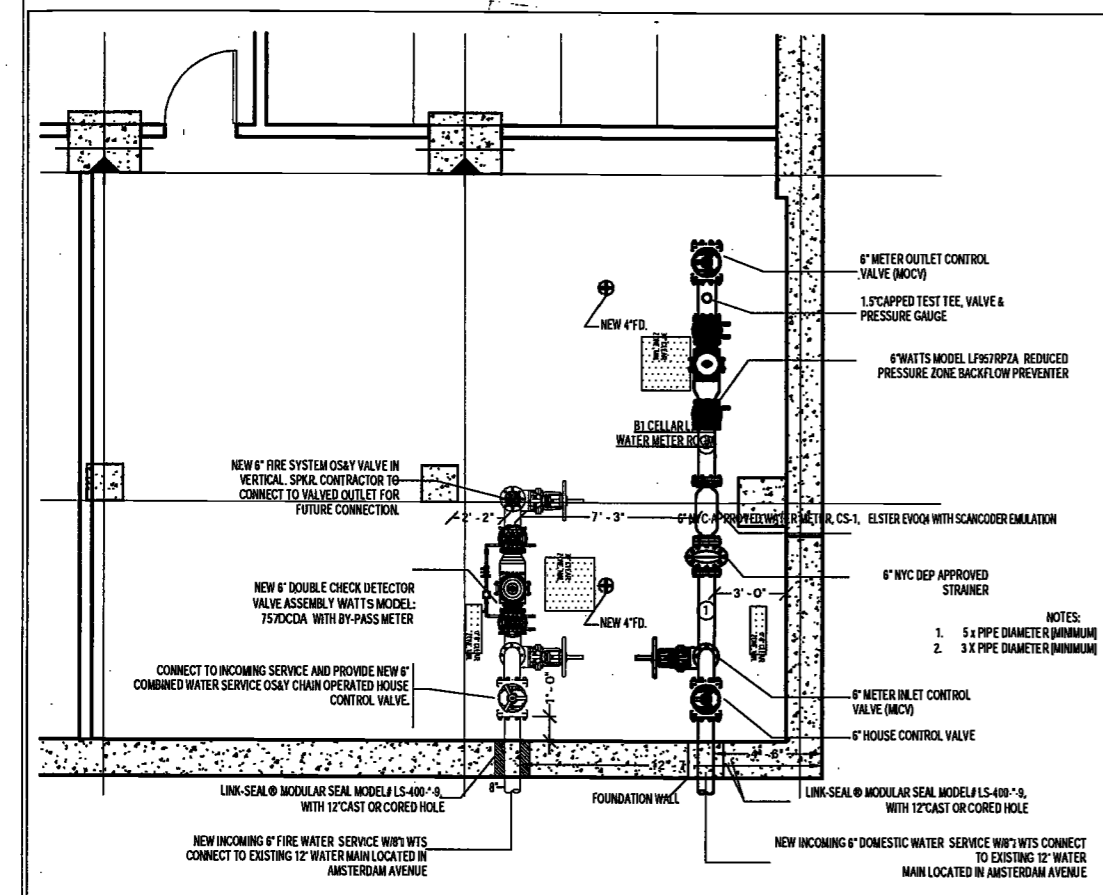 6" METER OUTLET CONTROL
VALVE (MOCV)
1.5"CAPPED TEST TEE, VALVE &
PRESSURE GAUGE
NEW 4"FD.
6"WATTS MODEL LF957RPZA REDUCED
PRESSURE ZONE BACKFLOW PREVENTER
B1 CELLAR
WATER METER
NEW 6" FIRE SYSTEM OS&Y VALVE IN
VERTICAL. SPKR. CONTRACTOR TO
CONNECT TO VALVED OUTLET FOR
FUTURE CONNECTION.
2' - 2"
7' - 3"
6" NYC APPROVED WATER METER, CS-1, ELSTER EVOQ4 WITH SCANCODER EMULATION
6" NYC DEP APPROVED
STRAINER
NEW 6" DOUBLE CHECK DETECTOR
VALVE ASSEMBLY WATTS MODEL:
757DCDA WITH BY-PASS METER
NEW 4"FD.
1
3' - 0"
NOTES:
1. 5 x PIPE DIAMETER (MINIMUM)
2. 3 X PIPE DIAMETER (MINIMUM)
CONNECT TO INCOMING SERVICE AND PROVIDE NEW 6"
COMBINED WATER SERVICE OS&Y CHAIN OPERATED HOUSE
CONTROL VALVE.
1' - 0"
6" METER INLET CONTROL
VALVE (MICV)
6" HOUSE CONTROL VALVE
LINK-SEAL® MODULAR SEAL MODEL# LS-400-"-9,
WITH 12"CAST OR CORED HOLE
8"
FOUNDATION WALL
LINK-SEAL® MODULAR SEAL MODEL# LS-400-"-9,
WITH 12"CAST OR CORED HOLE
NEW INCOMING 6" FIRE WATER SERVICE W/8"1 WTS
CONNECT TO EXISTING 12" WATER MAIN LOCATED IN
AMSTERDAM AVENUE
NEW INCOMING 6" DOMESTIC WATER SERVICE W/8"1 WTS CONNECT
TO EXISTING 12" WATER
MAIN LOCATED IN AMSTERDAM AVENUE